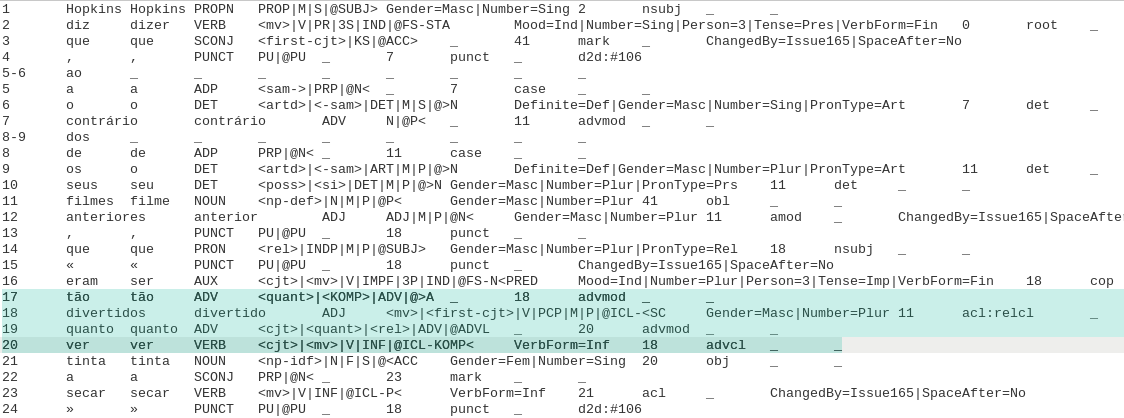 1 Hopkins Hopkins PROPN PROP|M|S|@SUBJ> Gender=Masc|Number=Sing 2 nsubj _ _
2 diz dizer VERB <mv>|V|PR|3S|IND|@FS-STA Mood=Ind|Number=Sing|Person=3|Tense=Pres|VerbForm=Fin 0 root _
3 que que SCONJ <first-cjt>|KS|@ACC> _ 41 mark _ ChangedBy=Issue165|SpaceAfter=No
4 , , PUNCT PU|@PU _ 7 punct _ d2d:#106
5-6 ao _ _ _ _ _ _ _ _
5 a a ADP <sam->|PRP|@N< _ 7 case _ _
6 o o DET <artd>|<-sam>|DET|M|S|@>N Definite=Def|Gender=Masc|Number=Sing|PronType=Art 7 det _
7 contrário contrário ADV N|@P< _ 11 advmod _ _
8-9 dos _ _ _ _ _ _ _ _
8 de de ADP PRP|@N< _ 11 case _ _
9 os o DET <artd>|<-sam>|ART|M|P|@>N Definite=Def|Gender=Masc|Number=Plur|PronType=Art 11 det _
10 seus seu DET <poss>|<si>|DET|M|P|@>N Gender=Masc|Number=Plur|PronType=Prs 11 det _ _
11 filmes filme NOUN <np-def>|N|M|P|@P< Gender=Masc|Number=Plur 41 obl _ _
12 anteriores anterior ADJ ADJ|M|P|@N< Gender=Masc|Number=Plur 11 amod _ ChangedBy=Issue165|SpaceAfte
13 , , PUNCT PU|@PU _ 18 punct _ _
14 que que PRON <rel>|INDP|M|P|@SUBJ> Gender=Masc|Number=Plur|PronType=Rel 18 nsubj _ _
15 « « PUNCT PU|@PU _ 18 punct _ ChangedBy=Issue165|SpaceAfter=No
16 eram ser AUX <cjt>|<mv>|V|IMPF|3P|IND|@FS-N<PRED Mood=Ind|Number=Plur|Person=3|Tense=Imp|VerbForm=Fin 18 cop
17 tão tão ADV <quant>|<KOMP>|ADV|@>A _ 18 advmod _ _
18 divertidos divertido ADJ <mv>|<first-cjt>|V|PCP|M|P|@ICL-<SC Gender=Masc|Number=Plur 11 acl:relcl _
19 quanto quanto ADV <cjt>|<quant>|<rel>|ADV|@ADVL _ 20 advmod _ _
20 ver ver VERB <cjt>|<mv>|V|INF|@ICL-KOMP< VerbForm=Inf 18 advcl _ _
21 tinta tinta NOUN <np-idf>|N|F|S|@<ACC Gender=Fem|Number=Sing 20 obj _ _
22 a a SCONJ PRP|@N< _ 23 mark _ _
23 secar secar VERB <mv>|V|INF|@ICL-P< VerbForm=Inf 21 acl _ ChangedBy=Issue165|SpaceAfter=No
24 » » PUNCT PU|@PU _ 18 punct _ d2d:#106